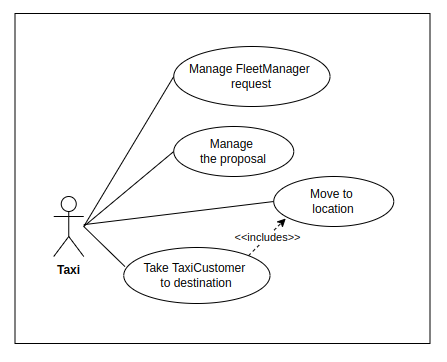 Manage FleetManager
request
Manage
the proposal
Move to
location
<<includes>>
Take TaxiCustomer
to destination
Taxi